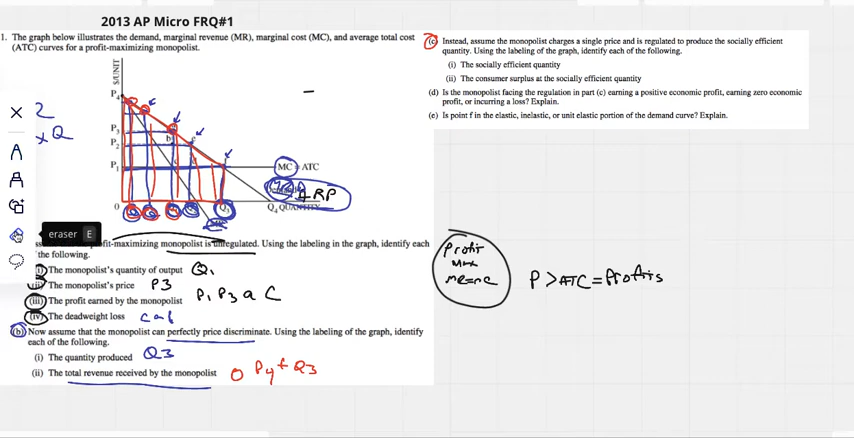 2013 AP Micro FRQ#1
1. The graph below illustrates the demand, marginal revenue (MR), marginal cost (MC), and average total cost
(ATC) curves for a profit-maximizing monopolist.
$/UNIT
P4
P3
P2
P1
MC = ATC
= RP
0
Q3
Q4 QUANTITY
2
x Q
eraser E
profit-maximizing monopolist is unregulated. Using the labeling in the graph, identify each
the following.
(i) The monopolist's quantity of output Q1
(ii) The monopolist's price P3
(iii) The profit earned by the monopolist P1 P3 a c
(iv) The deadweight loss caf
(b) Now assume that the monopolist can perfectly price discriminate. Using the labeling of the graph, identify
each of the following.
(i) The quantity produced Q3
(ii) The total revenue received by the monopolist O P4 f Q3
(c) Instead, assume the monopolist charges a single price and is regulated to produce the socially efficient
quantity. Using the labeling of the graph, identify each of the following.
(i) The socially efficient quantity
(ii) The consumer surplus at the socially efficient quantity
(d) Is the monopolist facing the regulation in part (c) earning a positive economic profit, earning zero economic
profit, or incurring a loss? Explain.
(e) Is point f in the elastic, inelastic, or unit elastic portion of the demand curve? Explain.
Profit
Max
MR=MC
P > ATC = Profits